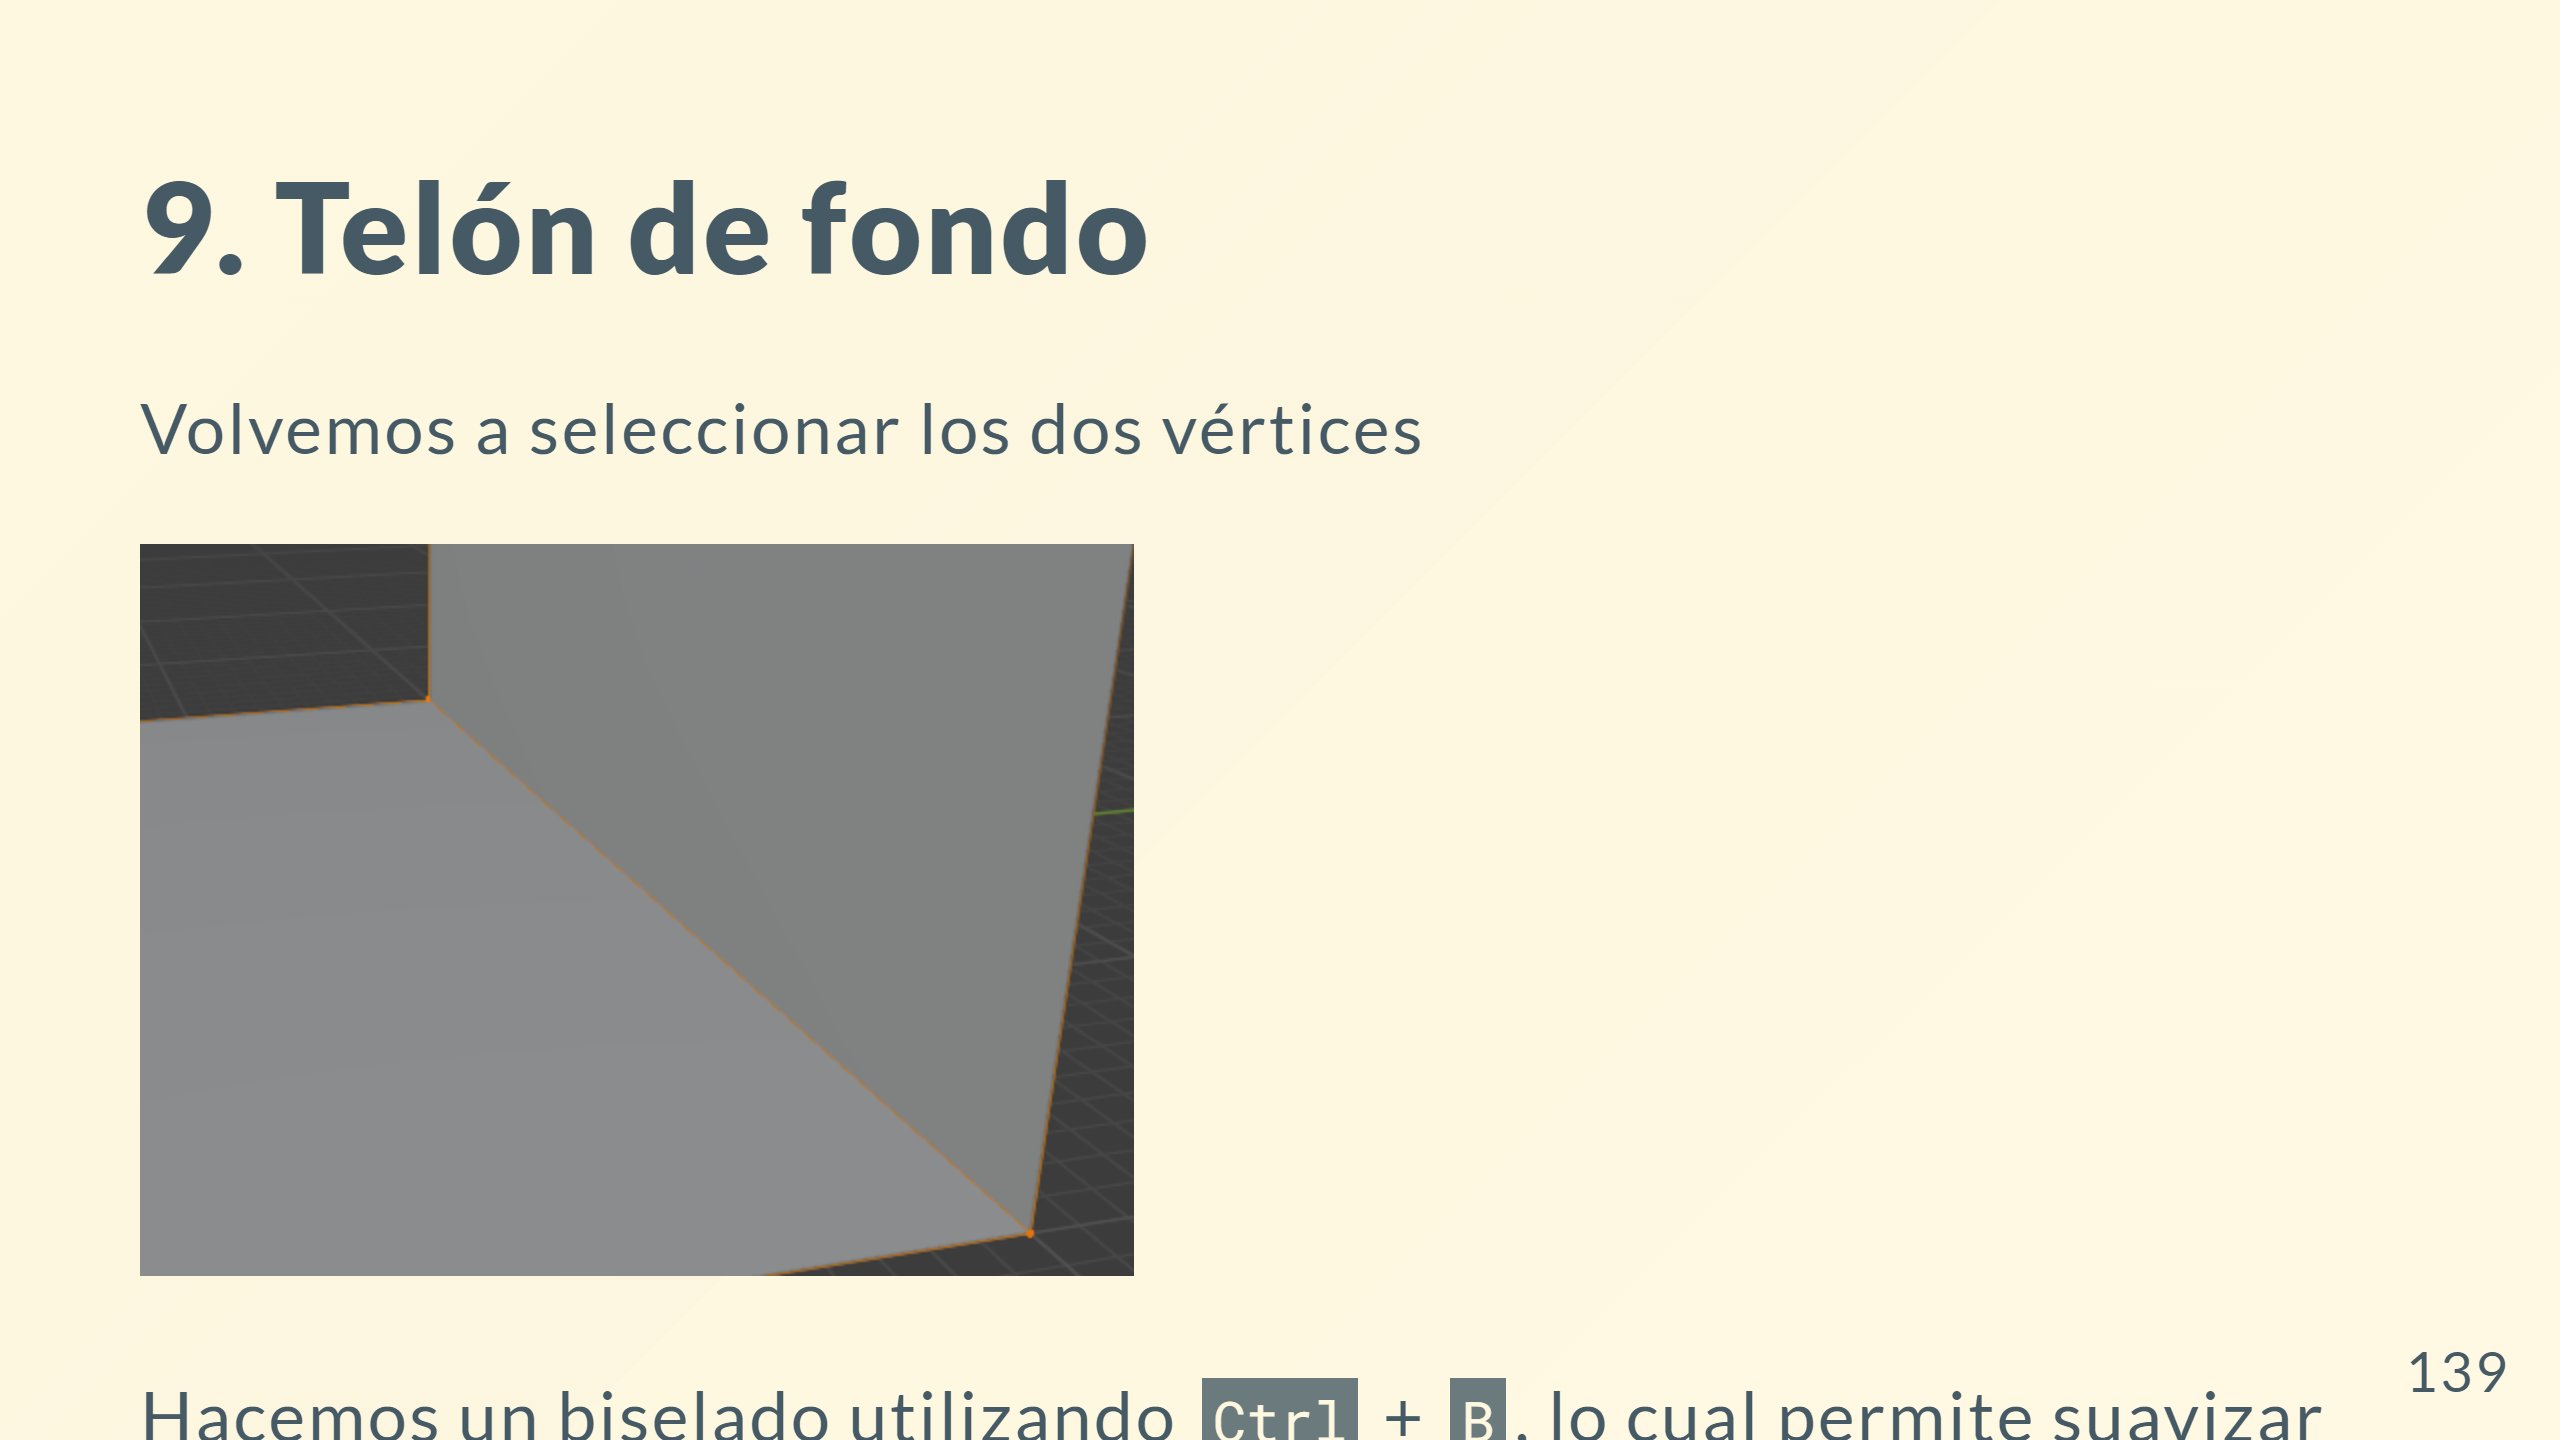 9. Telón de fondo
Volvemos a seleccionar los dos vértices
139
Hacemos un biselado utilizando Ctrl + B, lo cual permite suavizar